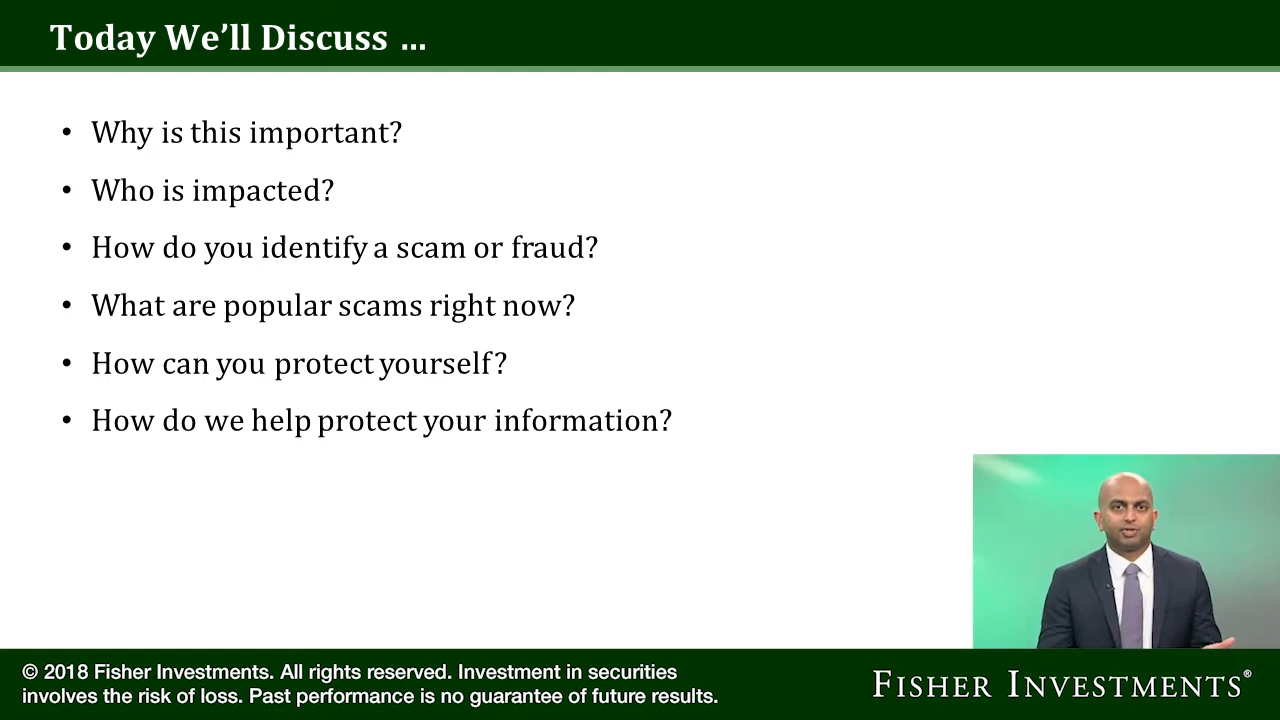 Today We’ll Discuss …
• Why is this important?
• Who is impacted?
• How do you identify a scam or fraud?
• What are popular scams right now?
• How can you protect yourself?
• How do we help protect your information?
© 2018 Fisher Investments. All rights reserved. Investment in securities
involves the risk of loss. Past performance is no guarantee of future results.
FISHER INVESTMENTS®